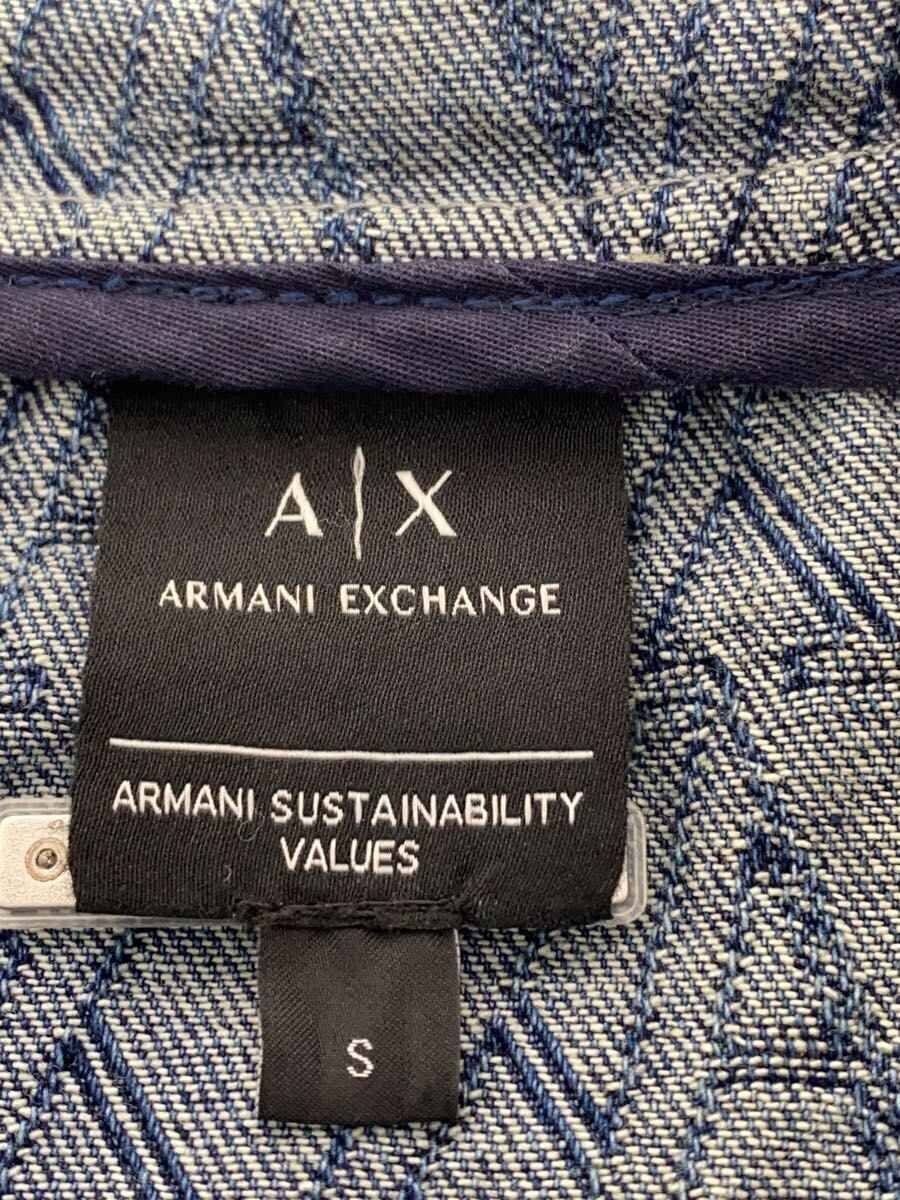 A|X
ARMANI EXCHANGE
ARMANI SUSTAINABILITY
VALUES
S